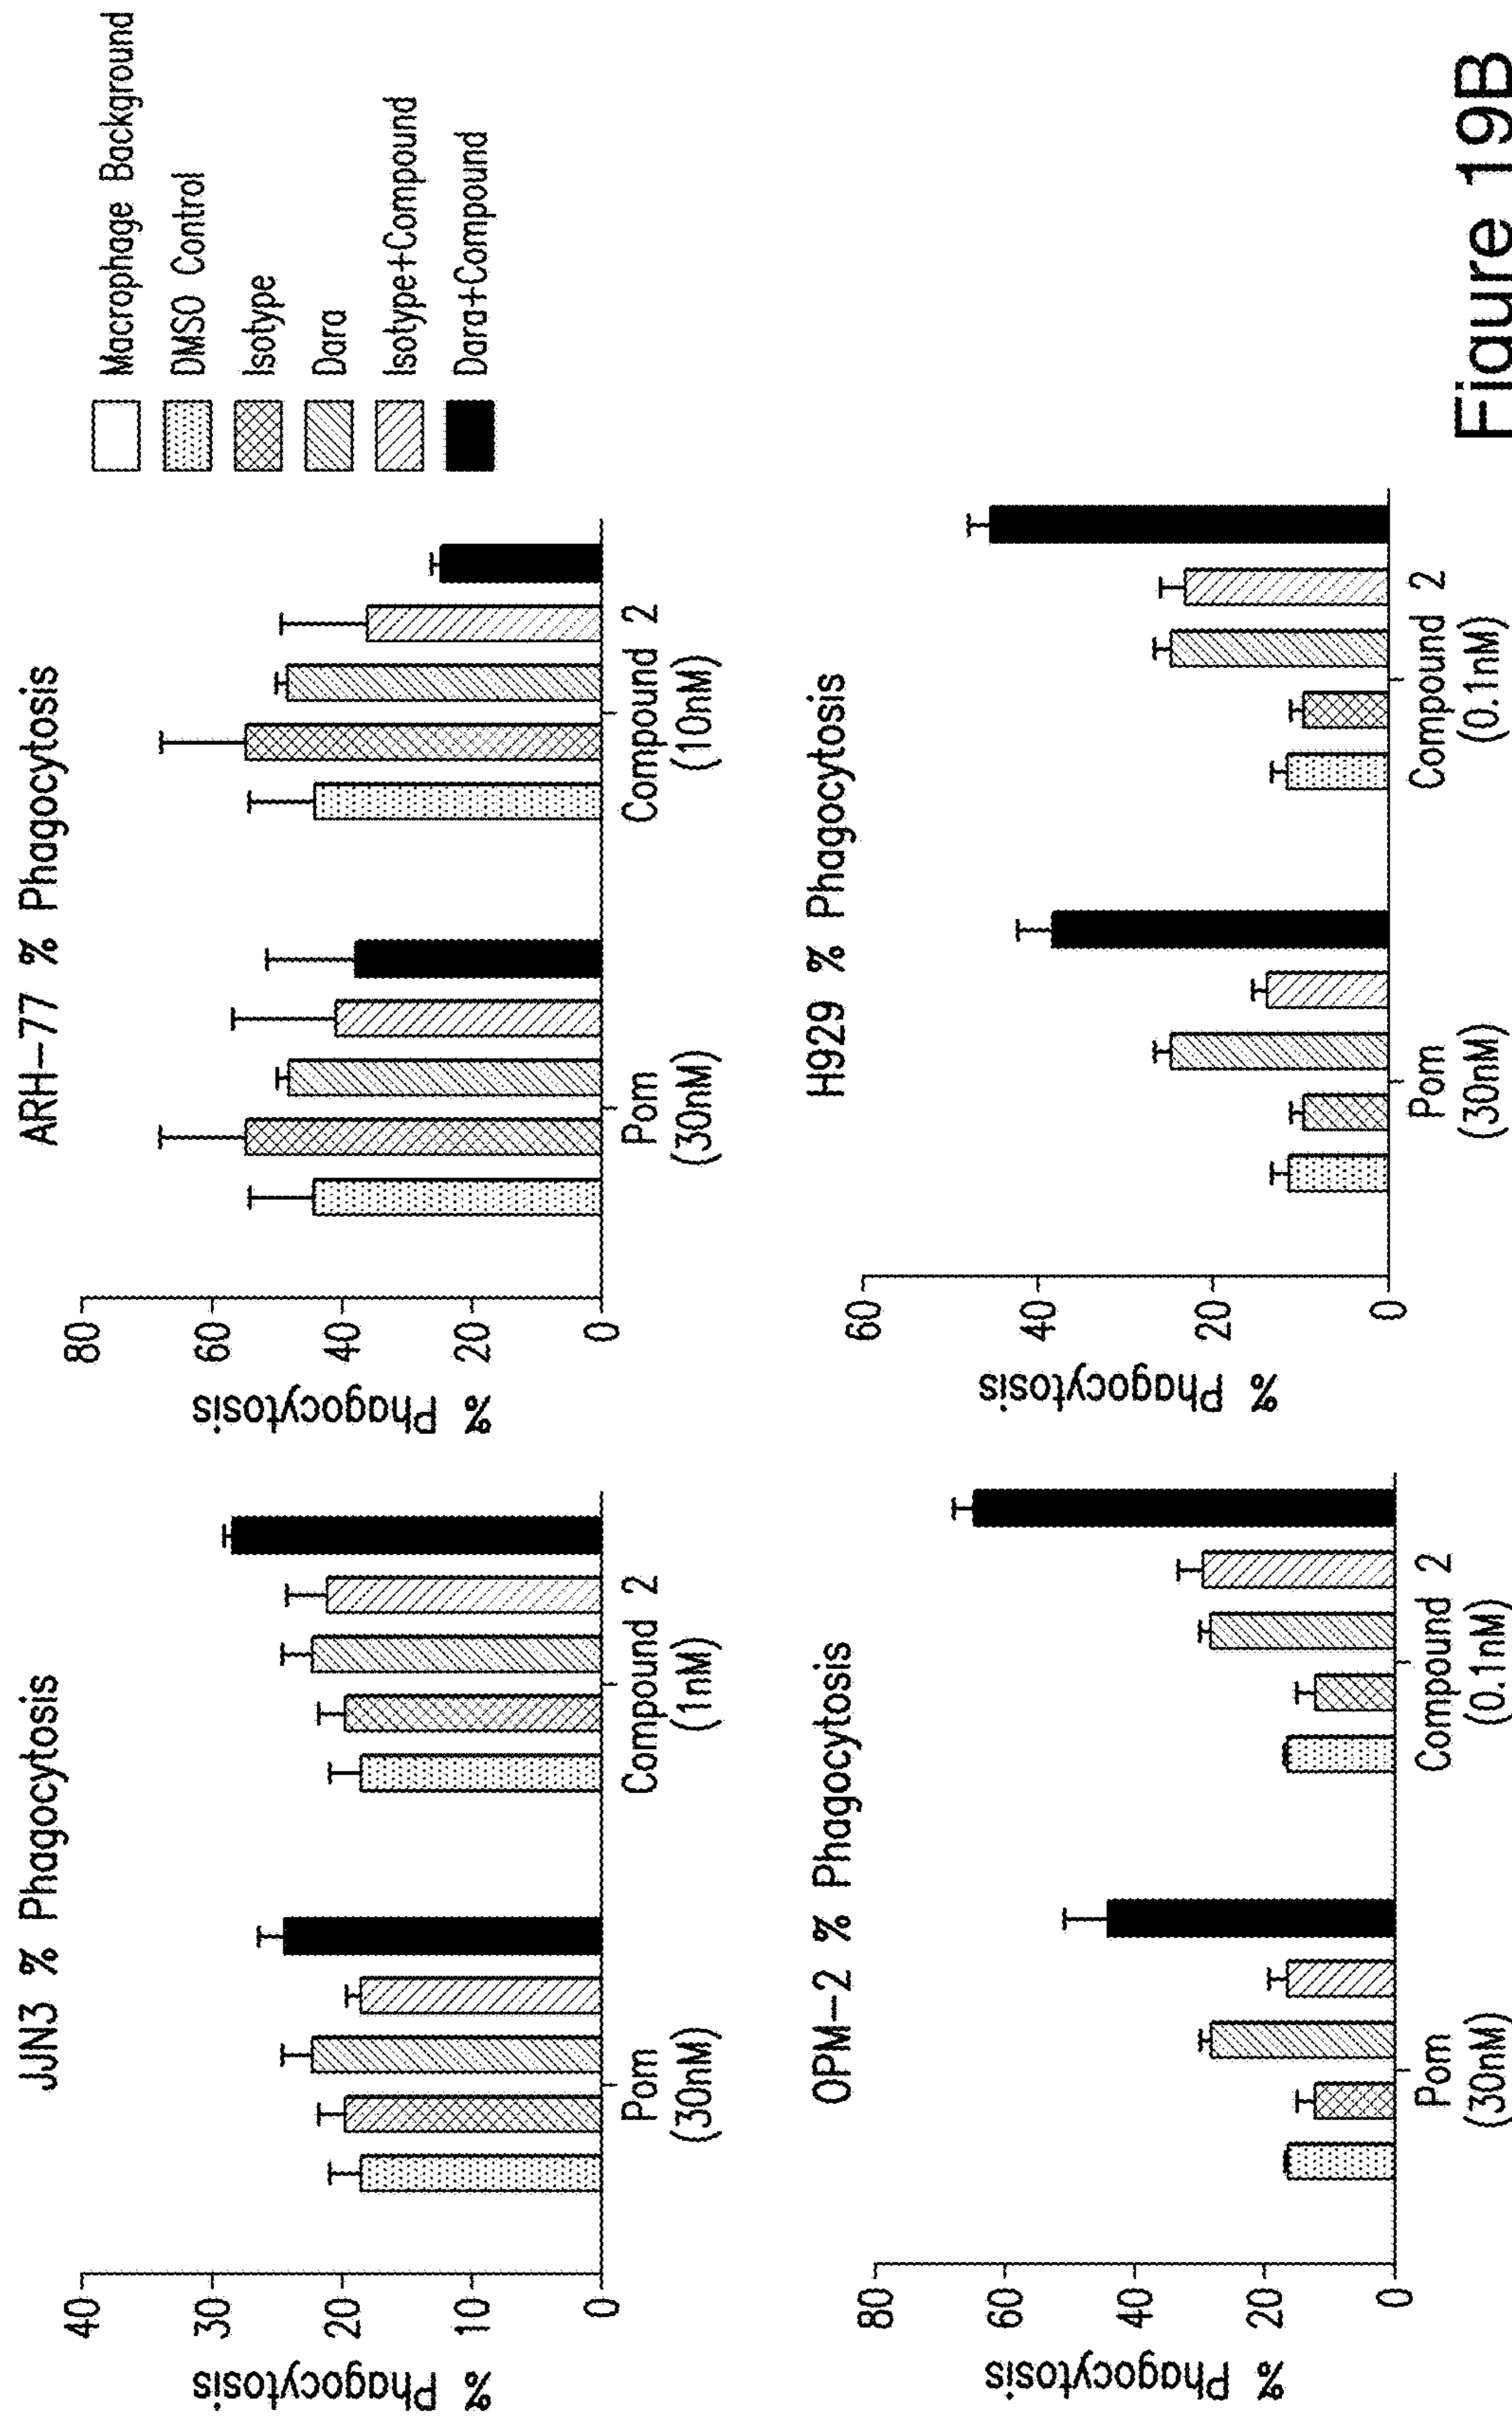 JJN3 % Phagocytosis
% Phagocytosis
40
30
20
10
0
Pom
(30nM)
Compound 2
(1nM)
ARH-77 % Phagocytosis
% Phagocytosis
80
60
40
20
0
Pom
(30nM)
Compound 2
(10nM)
Macrophage Background
DMSO Control
Isotype
Dara
Isotype+Compound
Dara+Compound
OPM-2 % Phagocytosis
% Phagocytosis
80
60
40
20
0
Pom
(30nM)
Compound 2
(0.1nM)
H929 % Phagocytosis
% Phagocytosis
60
40
20
0
Pom
(30nM)
Compound 2
(0.1nM)
Figure 19B